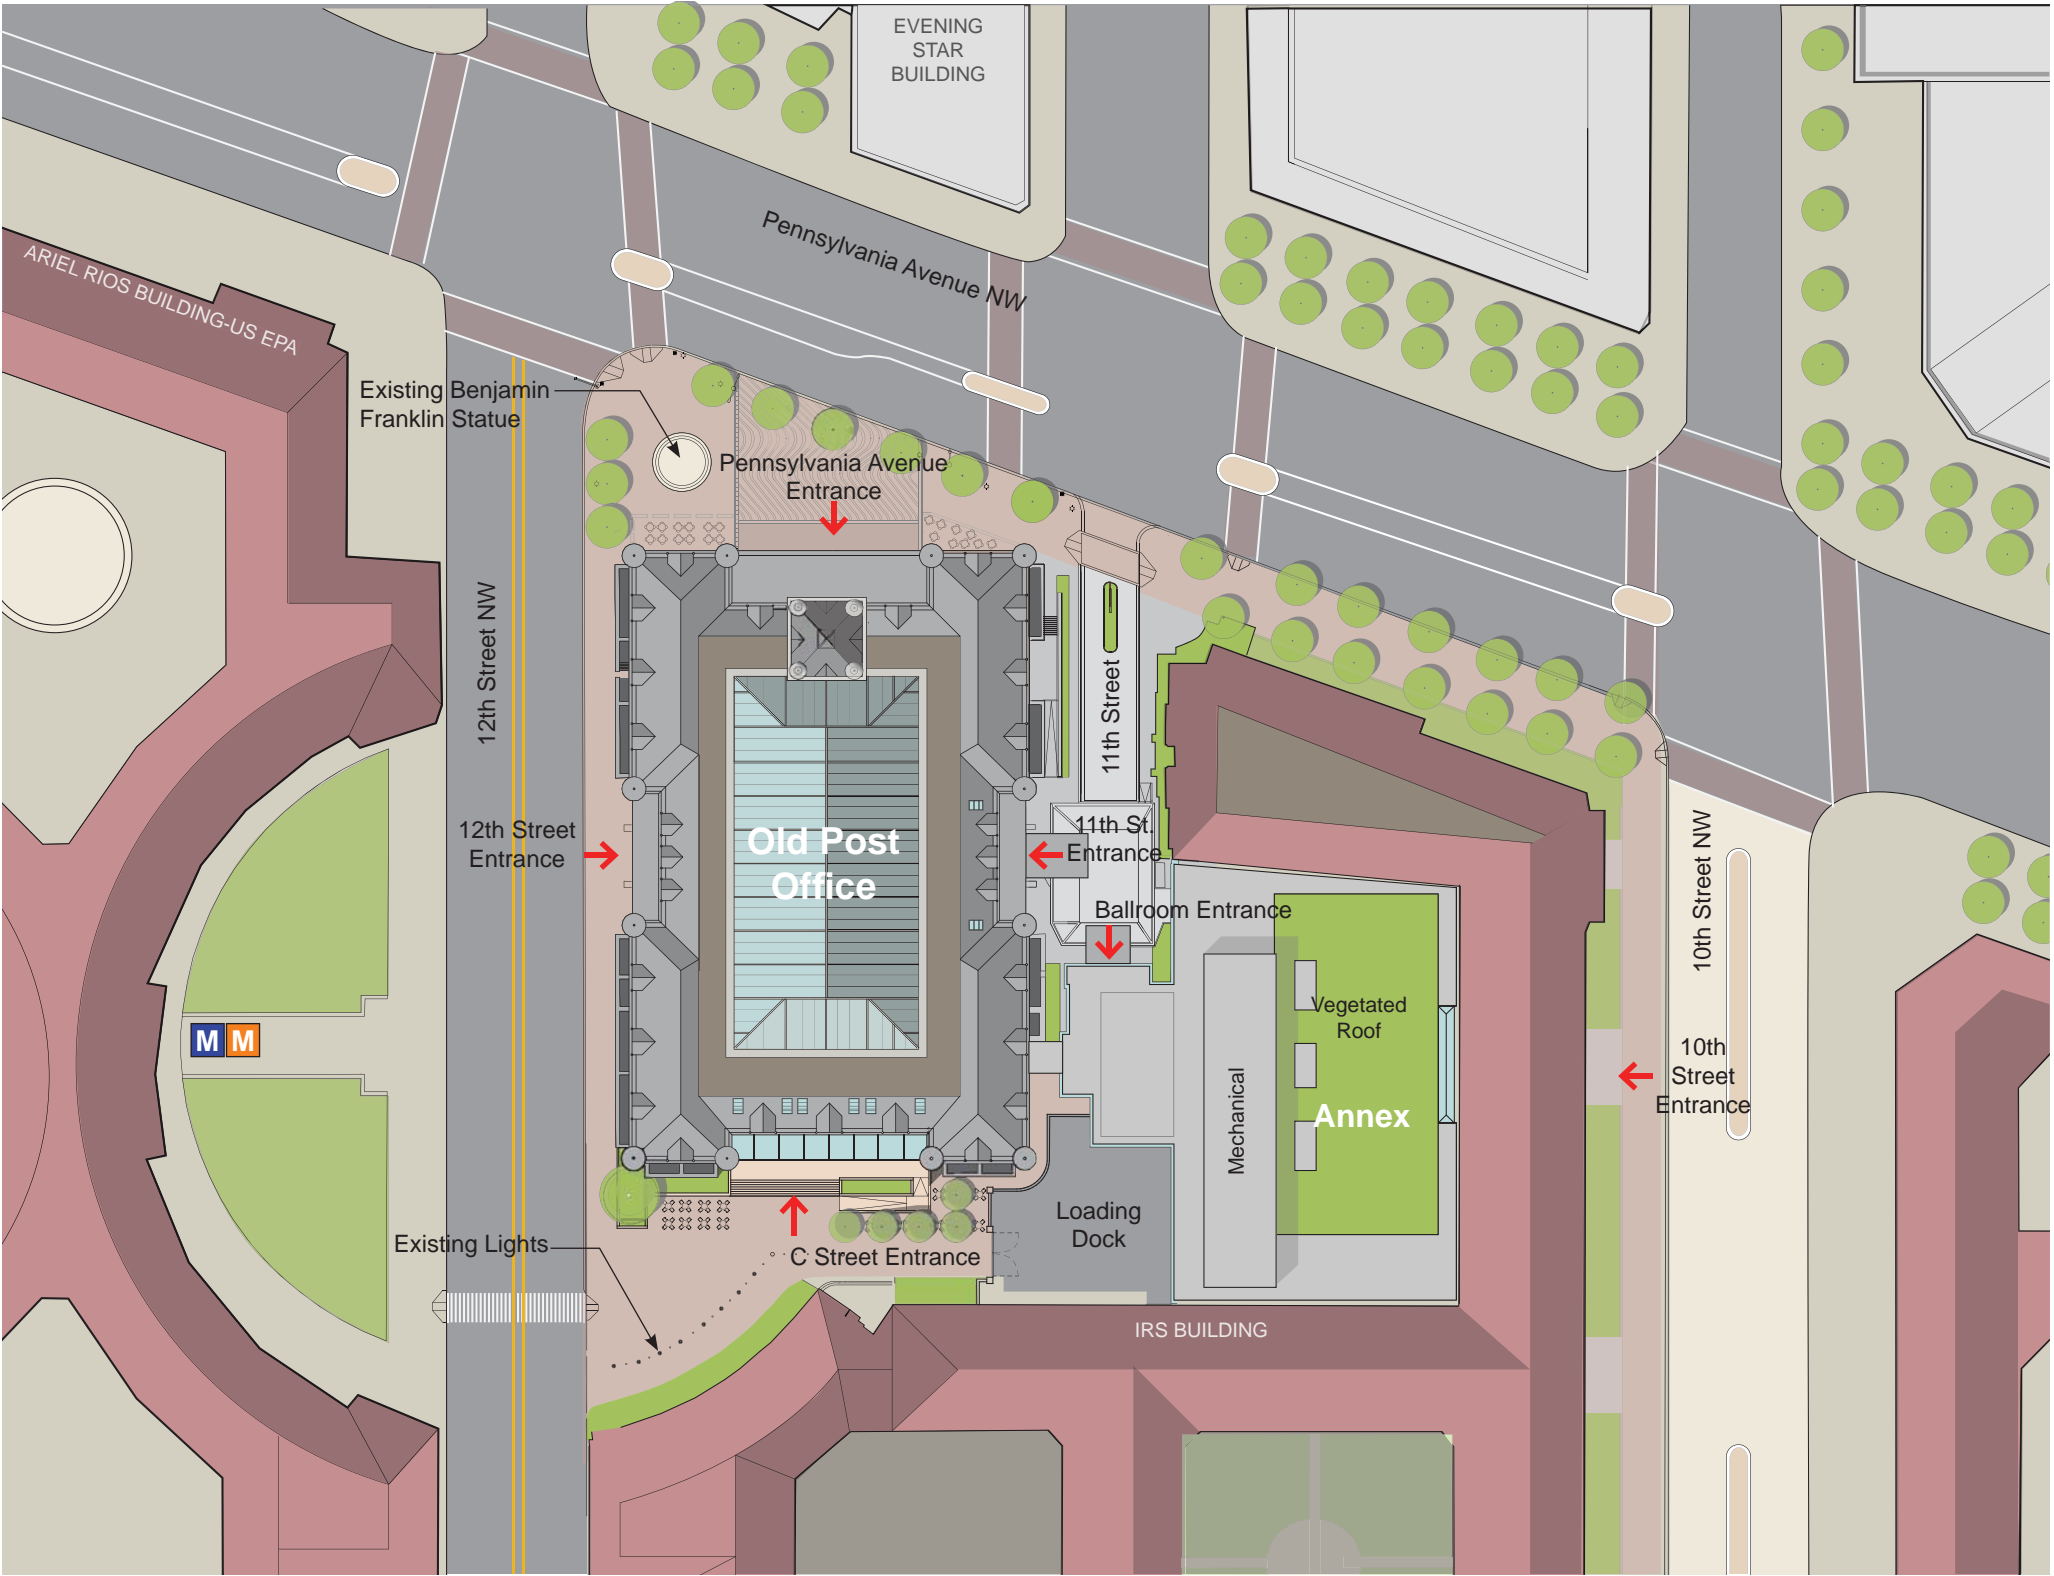 EVENING
STAR
BUILDING
Pennsylvania Avenue NW
ARIEL RIOS BUILDING-US EPA
Existing Benjamin
Franklin Statue
Pennsylvania Avenue
Entrance
12th Street NW
11th Street
12th Street
Entrance
Old Post
Office
11th St.
Entrance
Ballroom Entrance
10th Street NW
Vegetated
Roof
M M
10th
Street
Entrance
Mechanical
Annex
Loading
Dock
Existing Lights
C Street Entrance
IRS BUILDING